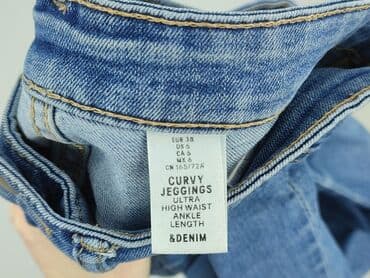 EUR 38
US 6
CA 6
MX 6
CN 165/72A
CURVY
JEGGINGS
ULTRA
HIGH WAIST
ANKLE
LENGTH
&DENIM